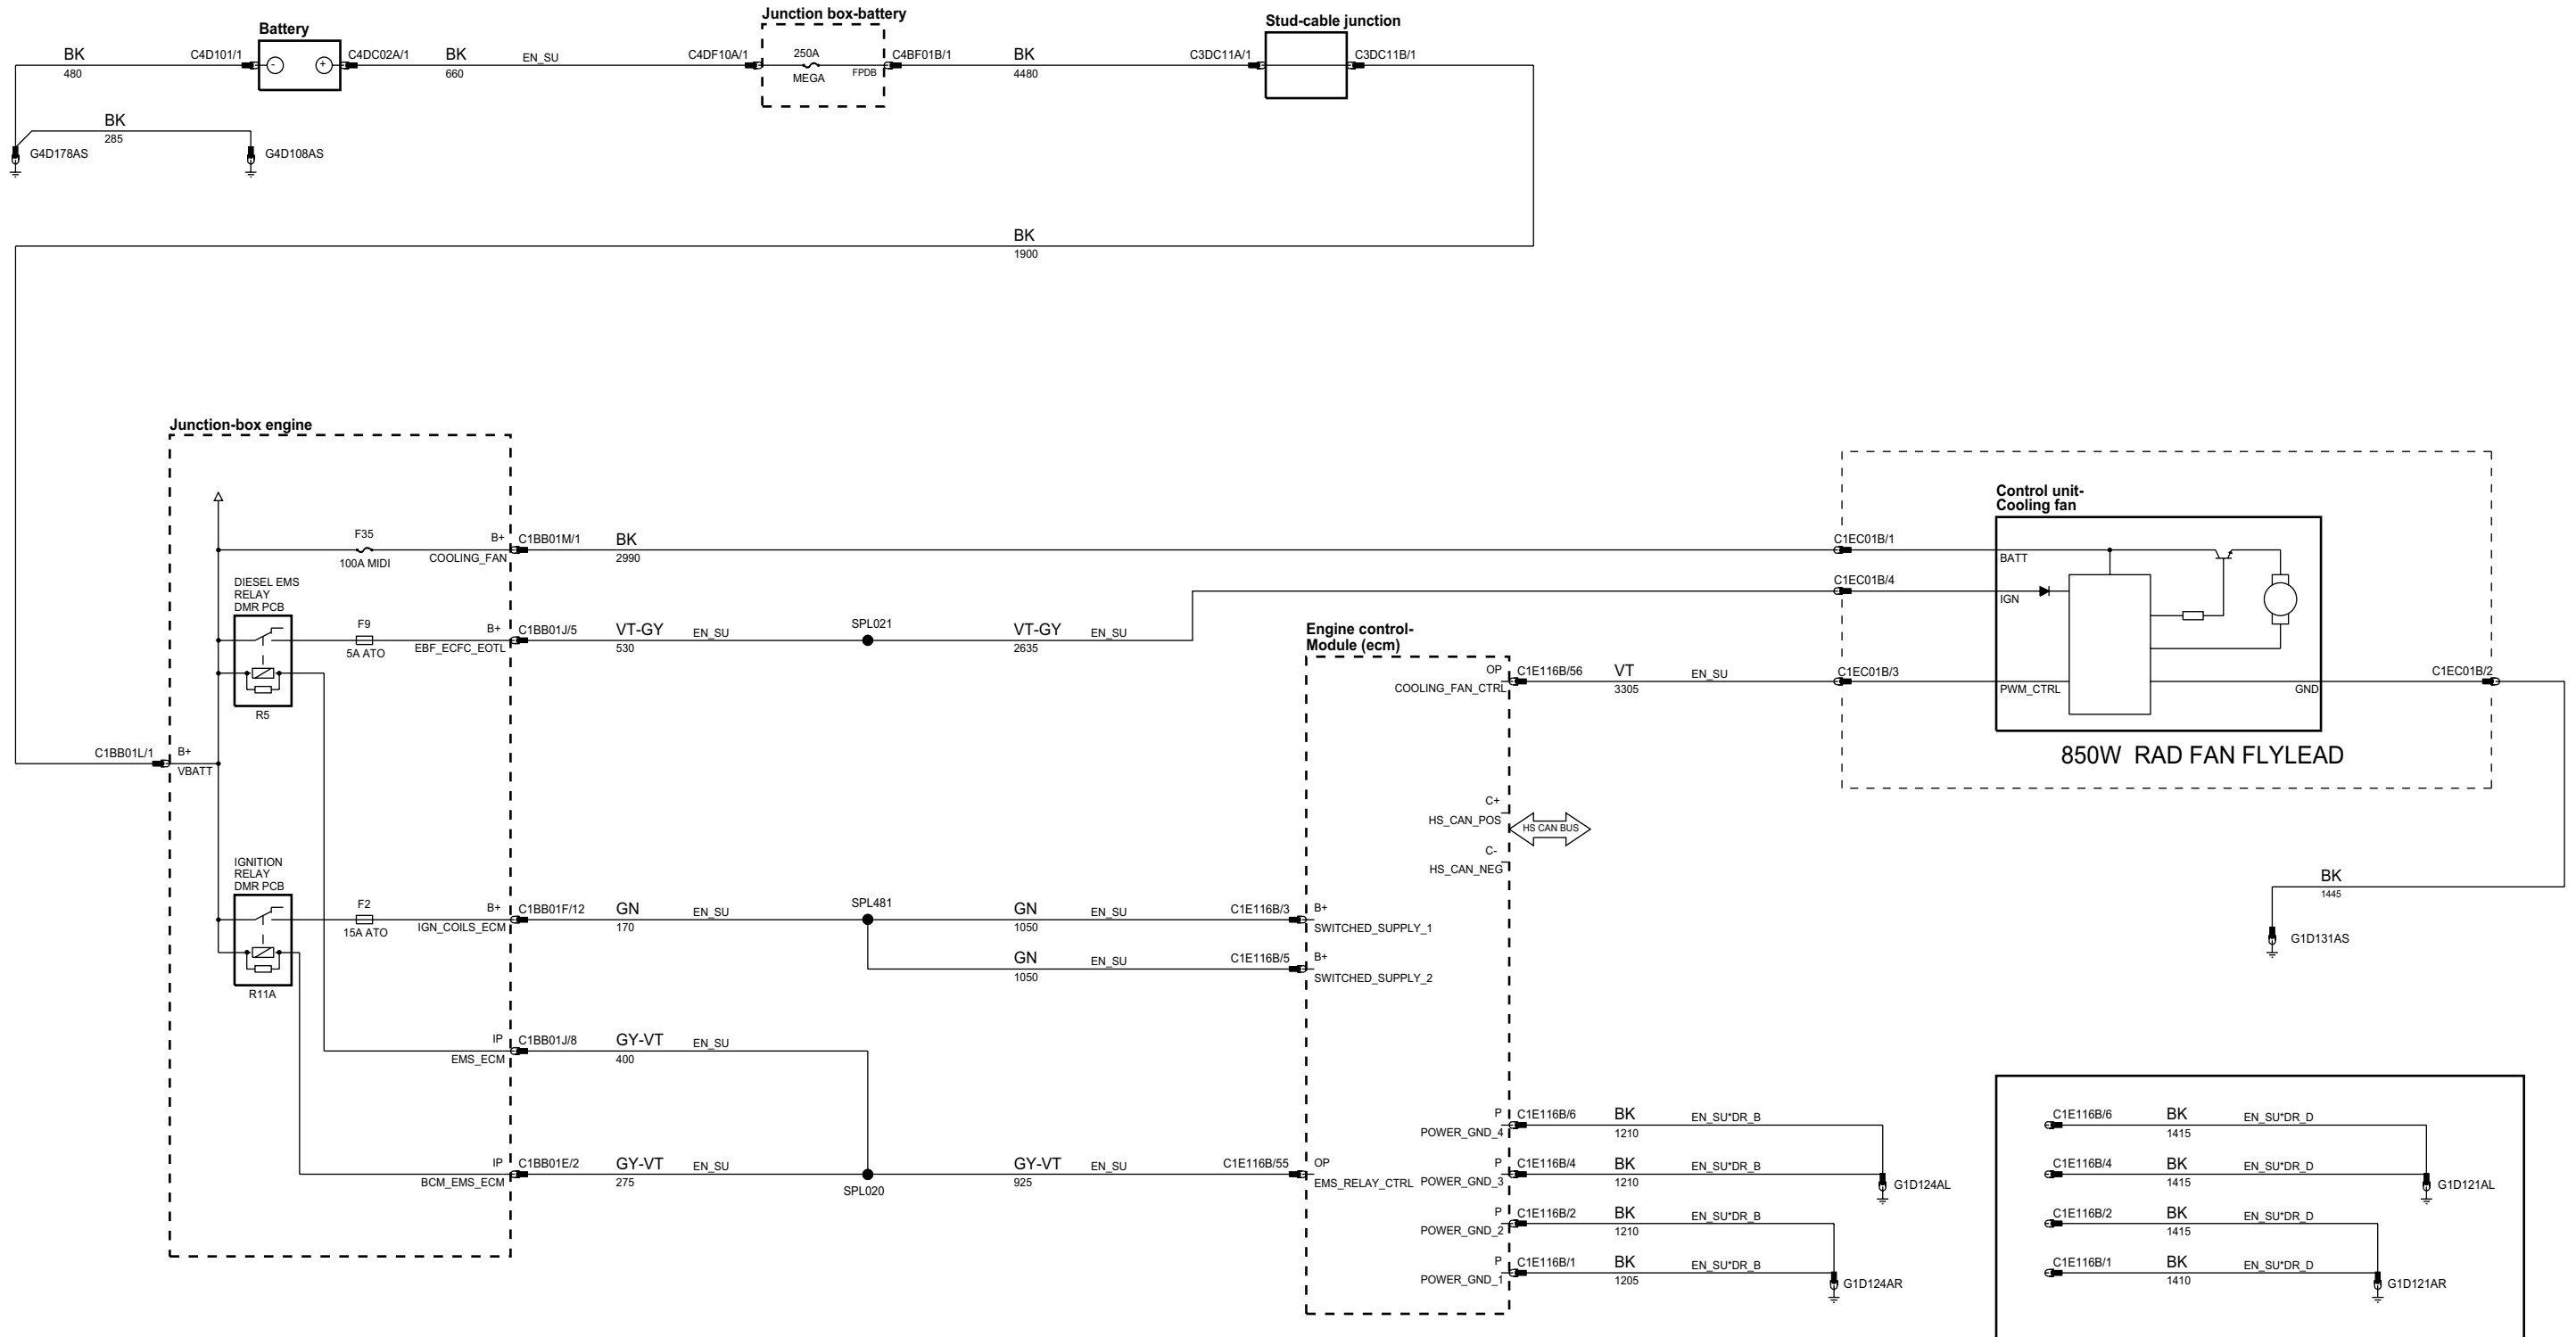 Battery
Junction box-battery
Stud-cable junction
BK
480
C4D101/1
-
+
C4DC02A/1
BK
660
EN_SU
C4DF10A/1
250A
MEGA
FPDB
C4BF01B/1
BK
4480
C3DC11A/1
C3DC11B/1
BK
285
G4D178AS
G4D108AS
BK
1900
Junction-box engine
F35
100A MIDI
B+
COOLING_FAN
C1BB01M/1
BK
2990
C1EC01B/1
Control unit-
Cooling fan
BATT
DIESEL EMS
RELAY
DMR PCB
R5
F9
5A ATO
B+
EBF_ECFC_EOTL
C1BB01J/5
VT-GY
530
EN_SU
SPL021
VT-GY
2635
EN_SU
C1EC01B/4
IGN
Engine control-
Module (ecm)
OP
COOLING_FAN_CTRL
C1E116B/56
VT
3305
EN_SU
C1EC01B/3
PWM_CTRL
GND
C1EC01B/2
850W RAD FAN FLYLEAD
C1BB01L/1
B+
VBATT
C+
HS_CAN_POS
HS CAN BUS
C-
HS_CAN_NEG
BK
1445
G1D131AS
IGNITION
RELAY
DMR PCB
R11A
F2
15A ATO
B+
IGN_COILS_ECM
C1BB01F/12
GN
170
EN_SU
SPL481
GN
1050
EN_SU
C1E116B/3
B+
SWITCHED_SUPPLY_1
GN
1050
EN_SU
C1E116B/5
B+
SWITCHED_SUPPLY_2
IP
EMS_ECM
C1BB01J/8
GY-VT
400
EN_SU
IP
BCM_EMS_ECM
C1BB01E/2
GY-VT
275
EN_SU
SPL020
GY-VT
925
EN_SU
C1E116B/55
OP
EMS_RELAY_CTRL
P
POWER_GND_4
C1E116B/6
BK
1210
EN_SU*DR_B
P
POWER_GND_3
C1E116B/4
BK
1210
EN_SU*DR_B
G1D124AL
P
POWER_GND_2
C1E116B/2
BK
1210
EN_SU*DR_B
P
POWER_GND_1
C1E116B/1
BK
1205
EN_SU*DR_B
G1D124AR
C1E116B/6
BK
1415
EN_SU*DR_D
C1E116B/4
BK
1415
EN_SU*DR_D
G1D121AL
C1E116B/2
BK
1415
EN_SU*DR_D
C1E116B/1
BK
1410
EN_SU*DR_D
G1D121AR